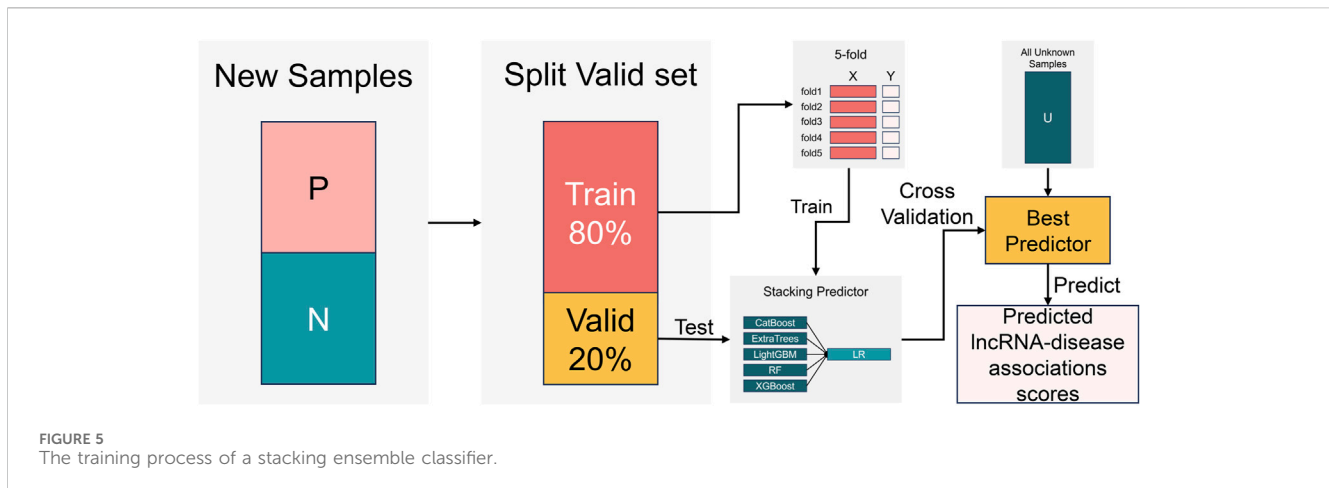 New Samples
P
N
Split Valid set
Train
80%
Valid
20%
Test
5-fold
X Y
fold1
fold2
fold3
fold4
fold5
Train
Stacking Predictor
CatBoost
ExtraTrees
LightGBM
RF
XGBoost
LR
Cross
Validation
All Unknown
Samples
U
Best
Predictor
Predict
Predicted
lncRNA-disease
associations
scores
FIGURE 5
The training process of a stacking ensemble classifier.